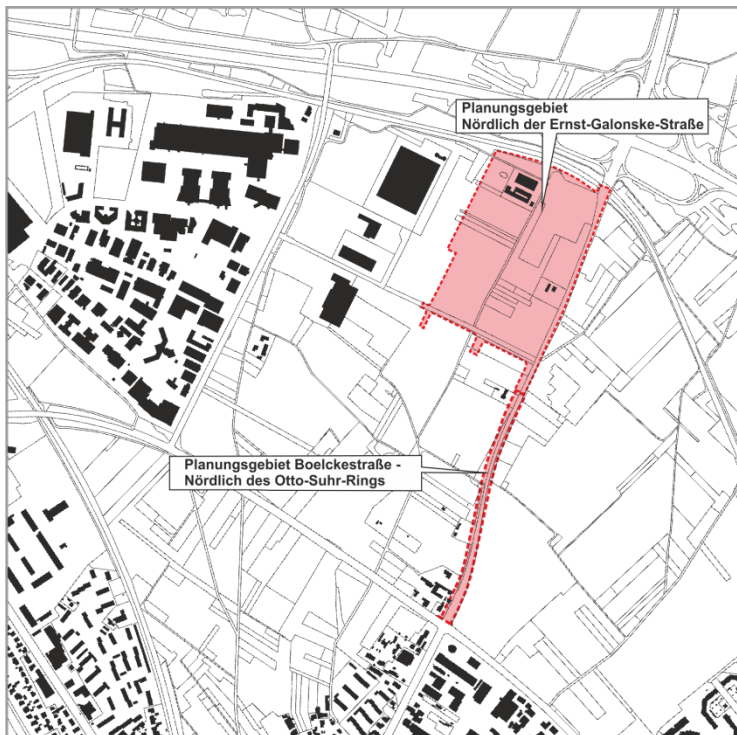 Planungsgebiet
Nördlich der Ernst-Galonske-Straße
Planungsgebiet Boelckestraße -
Nördlich des Otto-Suhr-Rings